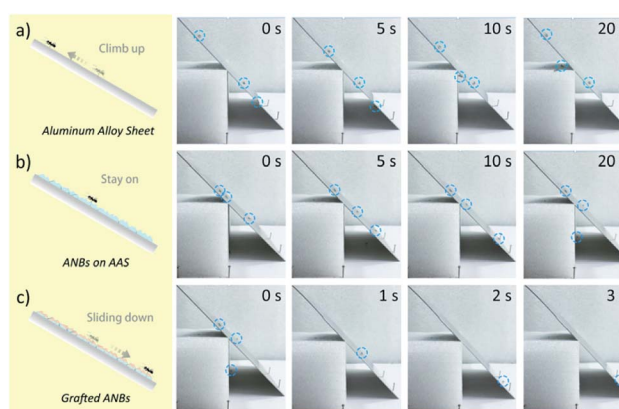 a) Climb up 0 s 5 s 10 s 20
Aluminum Alloy Sheet
b) Stay on 0 s 5 s 10 s 20
ANBs on AAS
c) Sliding down 0 s 1 s 2 s 3
Grafted ANBs